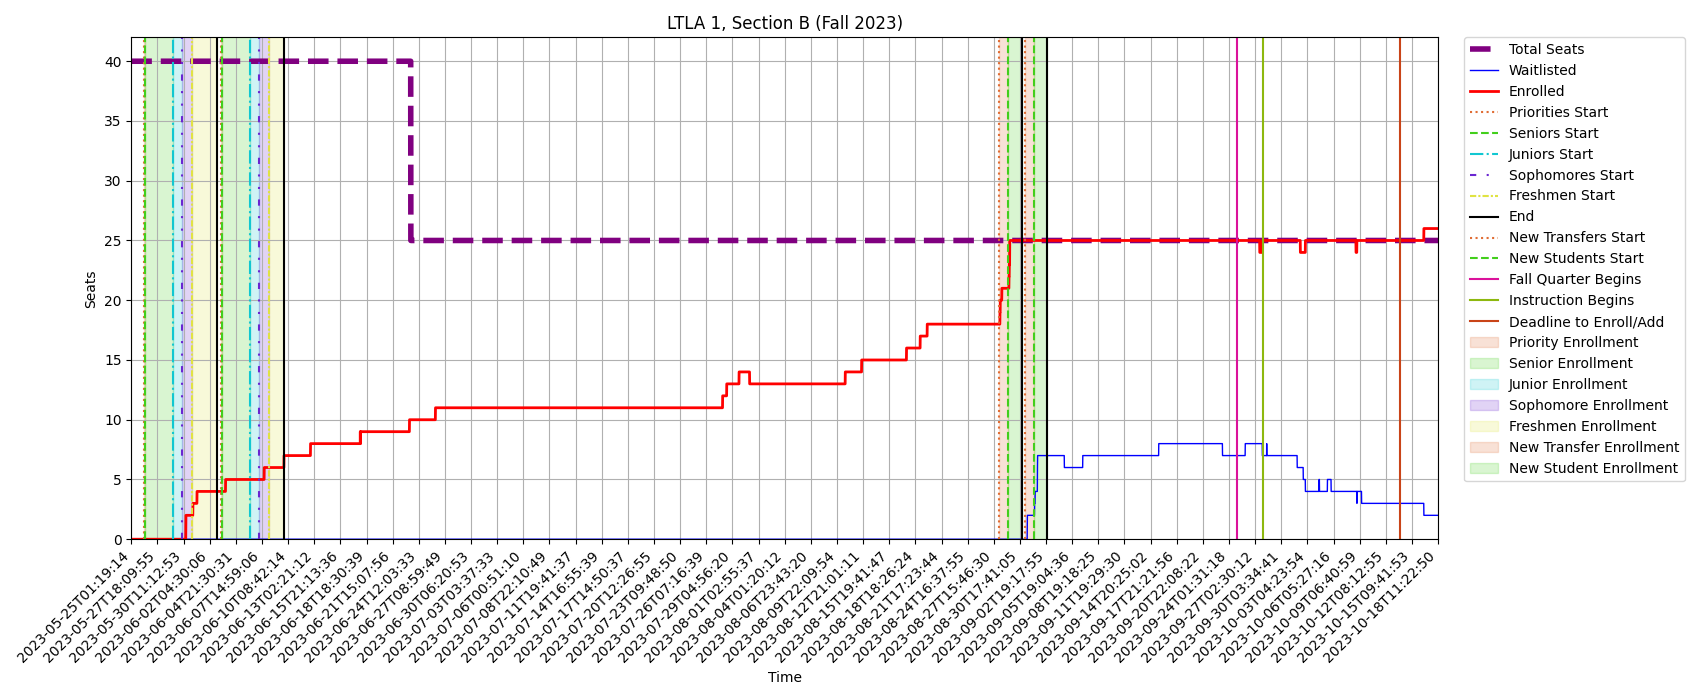 LTLA 1, Section B (Fall 2023)
Seats
40
35
30
25
20
15
10
5
0
2023-05-25T01:19:14
2023-05-27T18:09:55
2023-05-30T11:12:53
2023-06-02T04:30:06
2023-06-04T21:30:31
2023-06-07T14:59:06
2023-06-10T08:42:14
2023-06-13T02:21:12
2023-06-15T21:13:36
2023-06-18T18:30:39
2023-06-21T15:07:56
2023-06-24T12:03:33
2023-06-27T08:59:49
2023-06-30T06:20:53
2023-07-03T03:37:33
2023-07-06T00:51:10
2023-07-08T22:10:49
2023-07-11T19:41:37
2023-07-14T16:55:39
2023-07-17T14:50:37
2023-07-20T12:26:55
2023-07-23T09:48:50
2023-07-26T07:16:39
2023-07-29T04:56:20
2023-08-01T02:55:37
2023-08-04T01:20:12
2023-08-06T23:43:20
2023-08-09T22:09:54
2023-08-12T21:01:11
2023-08-15T19:41:47
2023-08-18T18:26:24
2023-08-21T17:23:44
2023-08-24T16:37:55
2023-08-27T15:46:30
2023-08-30T17:41:05
2023-09-02T19:17:55
2023-09-05T19:04:36
2023-09-08T19:18:25
2023-09-11T19:29:30
2023-09-14T20:25:02
2023-09-17T21:21:56
2023-09-20T22:08:22
2023-09-24T01:31:18
2023-09-27T02:30:12
2023-09-30T03:34:41
2023-10-03T04:23:54
2023-10-06T05:27:16
2023-10-09T06:40:59
2023-10-12T08:12:55
2023-10-15T09:41:53
2023-10-18T11:22:50
Time
Total Seats
Waitlisted
Enrolled
Priorities Start
Seniors Start
Juniors Start
Sophomores Start
Freshmen Start
End
New Transfers Start
New Students Start
Fall Quarter Begins
Instruction Begins
Deadline to Enroll/Add
Priority Enrollment
Senior Enrollment
Junior Enrollment
Sophomore Enrollment
Freshmen Enrollment
New Transfer Enrollment
New Student Enrollment